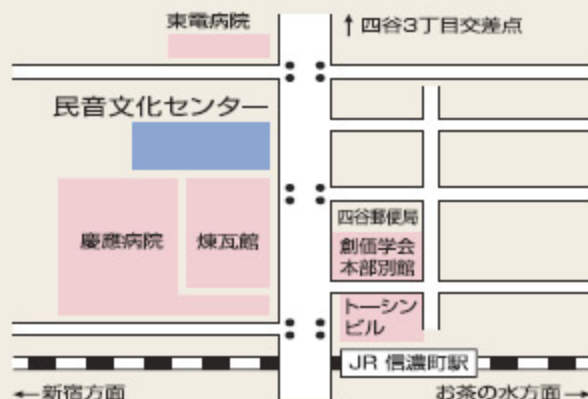 東電病院
↑四谷3丁目交差点
民音文化センター
四谷郵便局
慶應病院
煉瓦館
創価学会
本部別館
トーシン
ビル
JR 信濃町駅
←新宿方面
お茶の水方面→